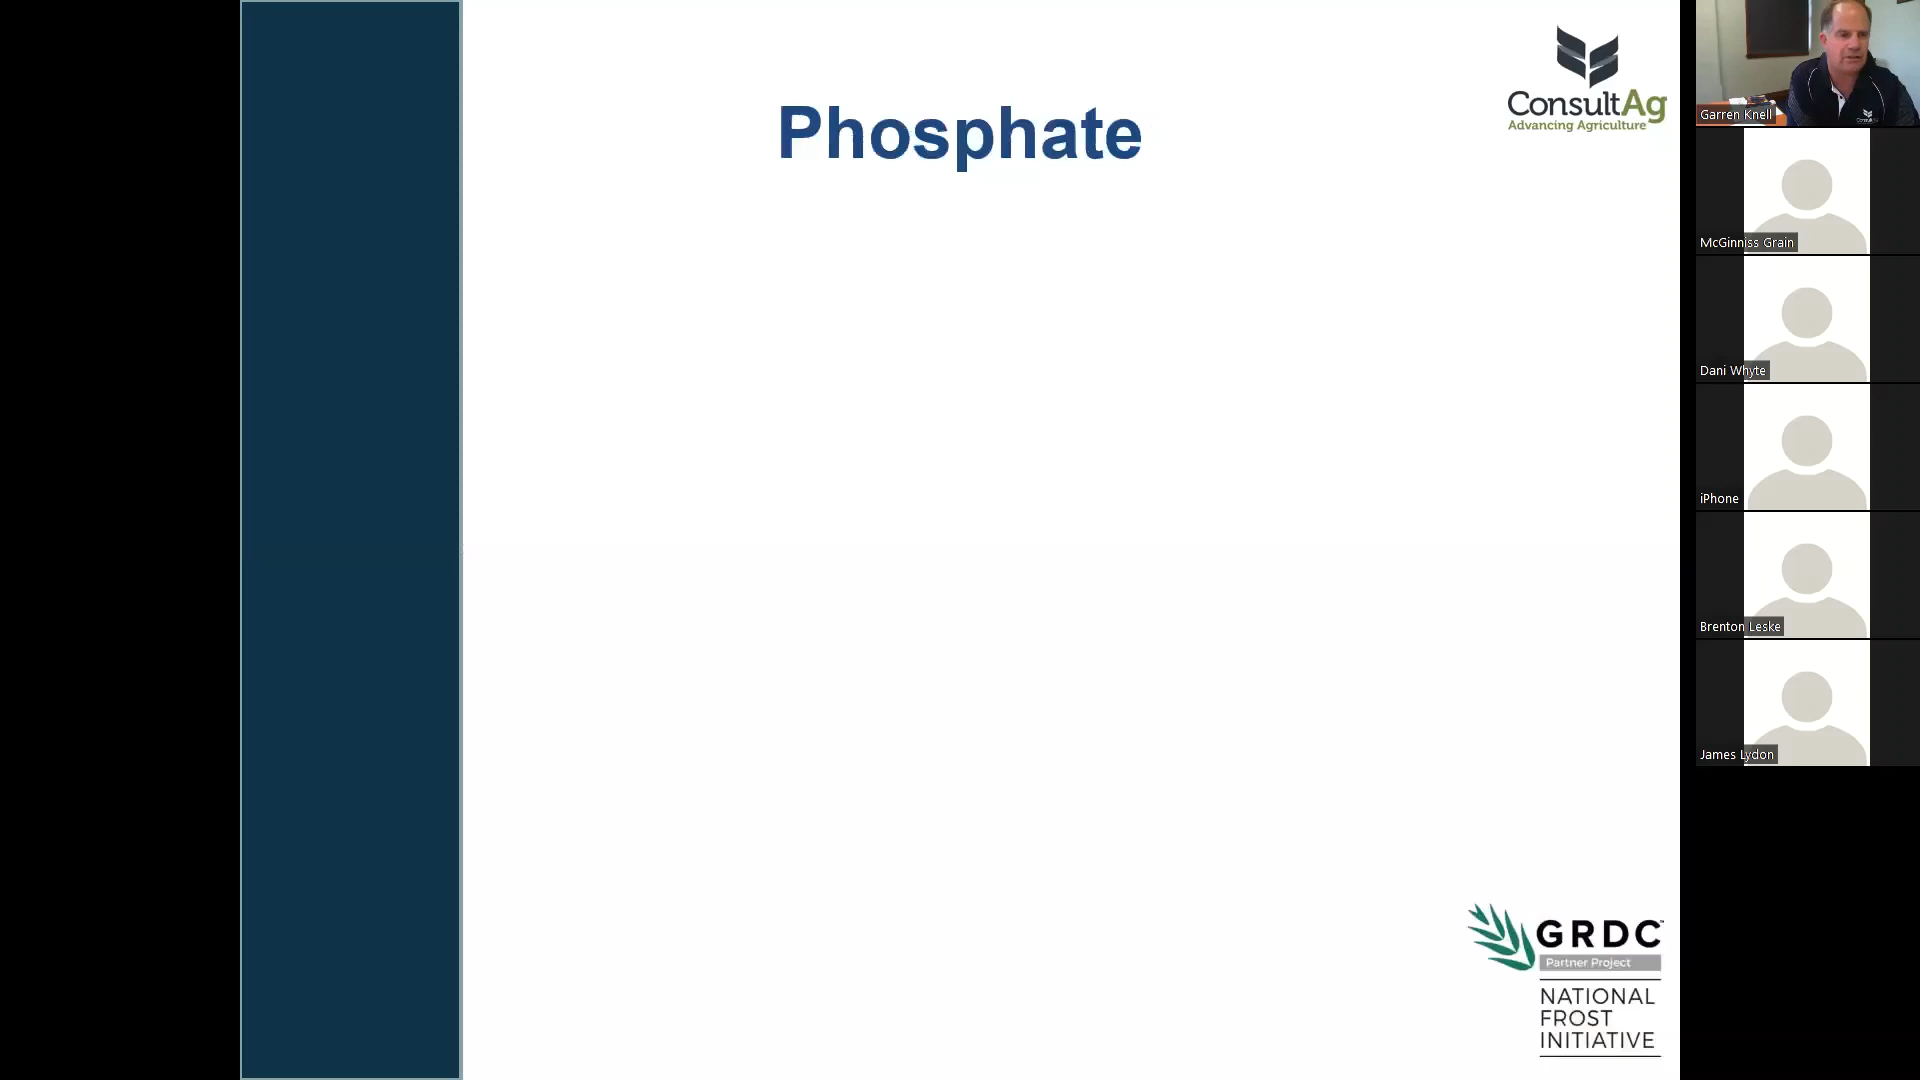 Phosphate
ConsultAg
Advancing Agriculture
GRDC™
Partner Project
NATIONAL
FROST
INITIATIVE
Garren Knell
McGinniss Grain
Dani Whyte
iPhone
Brenton Leske
James Lydon